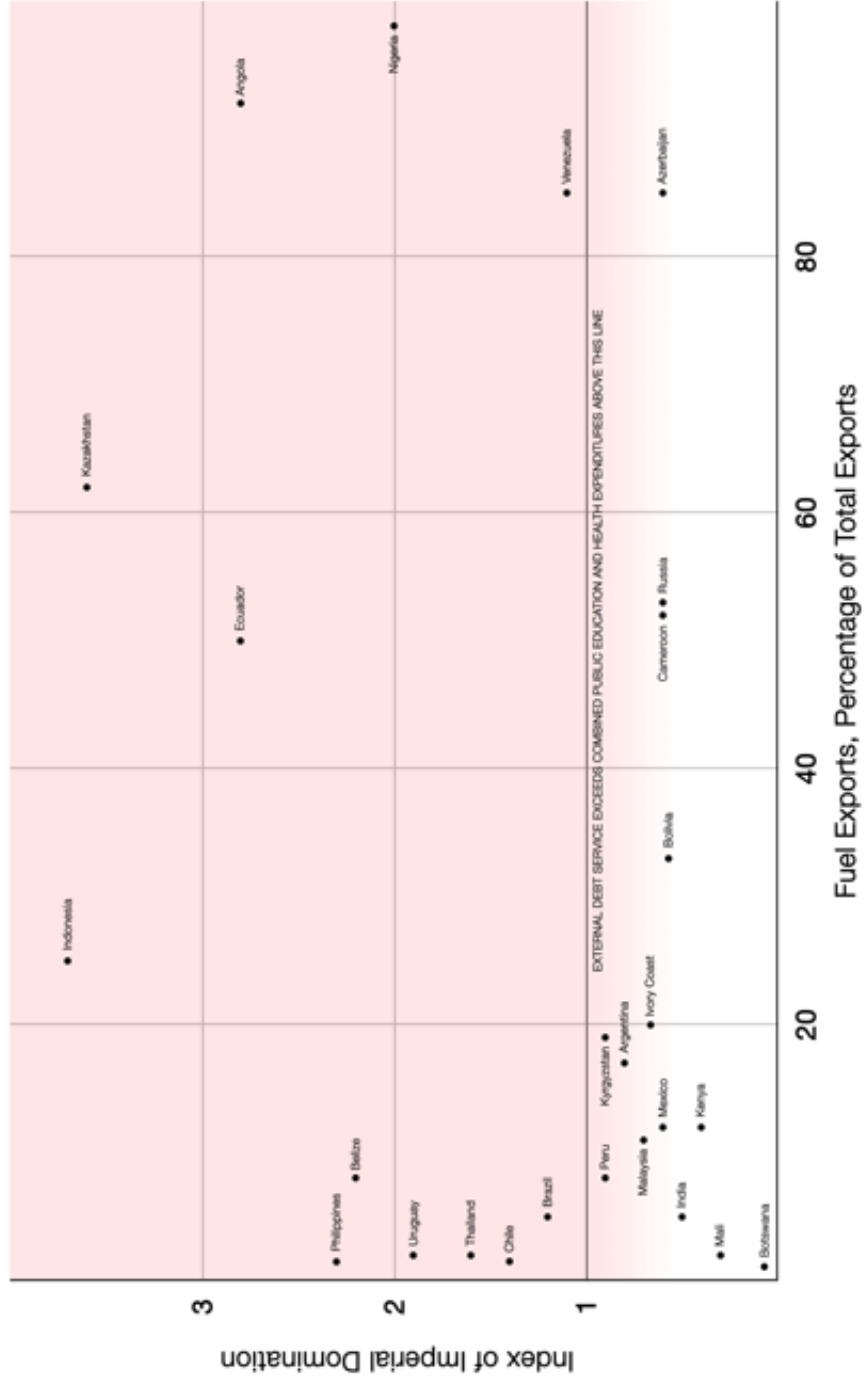 Index of Imperial Domination
3
2
1
Indonesia
Kazakhstan
Ecuador
Angola
Philippines
Belize
Nigeria
Uruguay
Thailand
Chile
Brazil
Venezuela
EXTERNAL DEBT SERVICE EXCEEDS COMBINED PUBLIC EDUCATION AND HEALTH EXPENDITURES ABOVE THIS LINE
Peru
Kyrgyzstan
Argentina
Malaysia
Ivory Coast
Mexico
Cameroon
Russia
Azerbaijan
Bolivia
India
Kenya
Mali
Botswana
20
40
60
80
Fuel Exports, Percentage of Total Exports